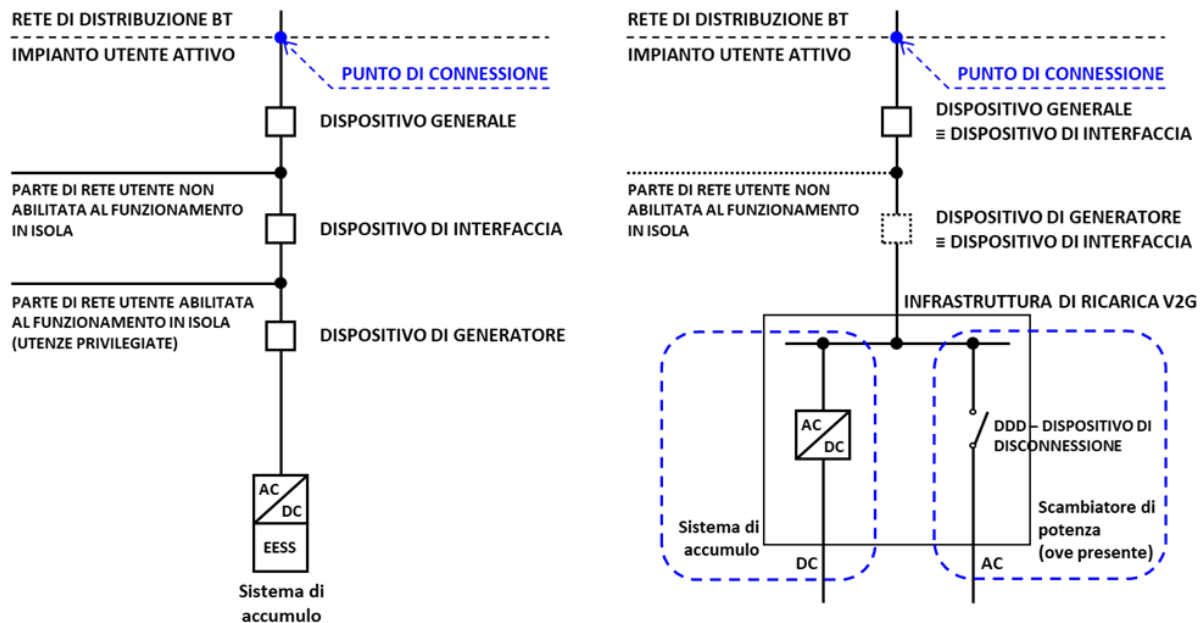 RETE DI DISTRIBUZIONE BT
IMPIANTO UTENTE ATTIVO
PUNTO DI CONNESSIONE
DISPOSITIVO GENERALE
PARTE DI RETE UTENTE NON
ABILITATA AL FUNZIONAMENTO
IN ISOLA
DISPOSITIVO DI INTERFACCIA
PARTE DI RETE UTENTE ABILITATA
AL FUNZIONAMENTO IN ISOLA
(UTENZE PRIVILEGIATE)
DISPOSITIVO DI GENERATORE
AC
DC
EESS
Sistema di
accumulo
RETE DI DISTRIBUZIONE BT
IMPIANTO UTENTE ATTIVO
PUNTO DI CONNESSIONE
DISPOSITIVO GENERALE
≡ DISPOSITIVO DI INTERFACCIA
PARTE DI RETE UTENTE NON
ABILITATA AL FUNZIONAMENTO
IN ISOLA
DISPOSITIVO DI GENERATORE
≡ DISPOSITIVO DI INTERFACCIA
INFRASTRUTTURA DI RICARICA V2G
AC
DC
DDD – DISPOSITIVO DI
DISCONNESSIONE
Sistema di
accumulo
DC
Scambiatore di
potenza
(ove presente)
AC